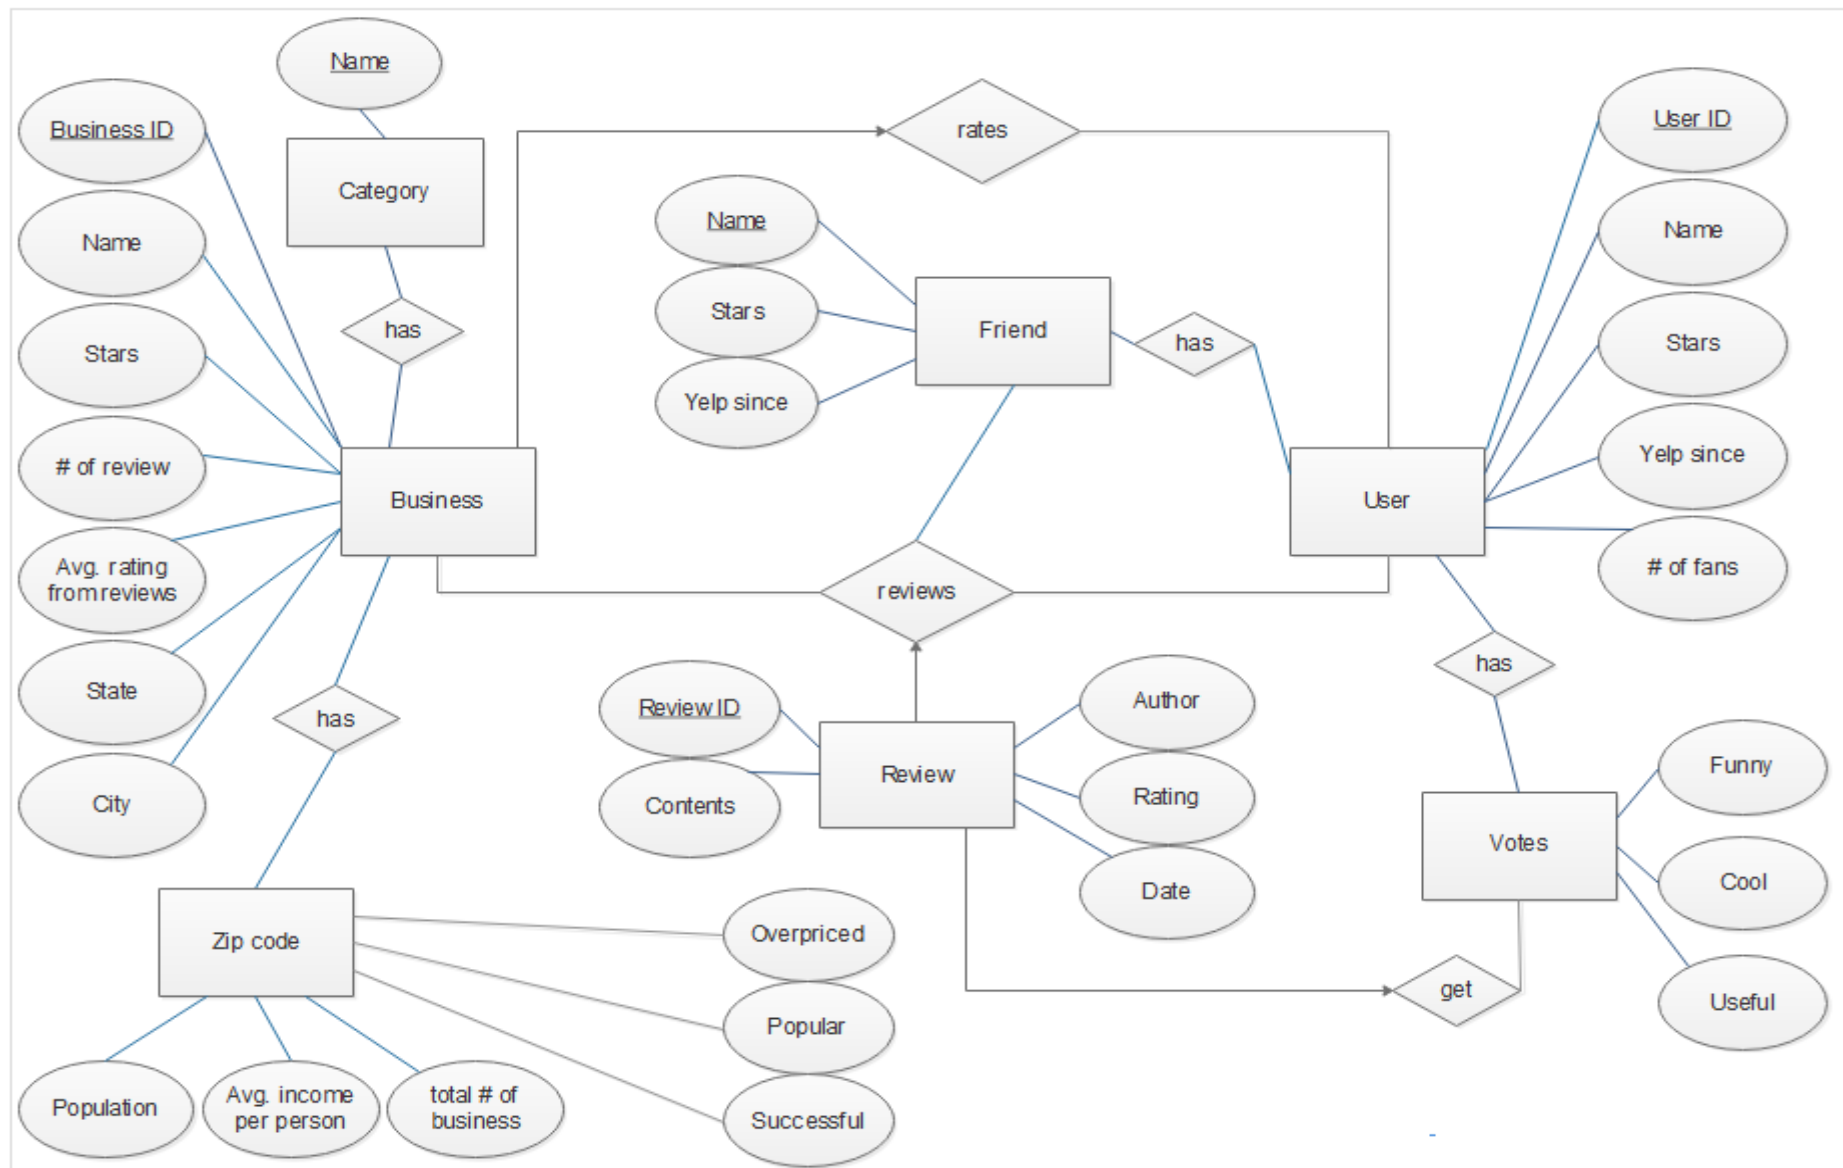 Name
Business ID
Category
rates
User ID
Name
Name
Name
Stars
has
Stars
Friend
has
Stars
Yelp since
# of review
Business
User
Yelp since
Avg. rating
from reviews
reviews
# of fans
State
has
Review ID
Author
has
City
Contents
Review
Rating
Date
Funny
Votes
Cool
Useful
Zip code
Overpriced
Popular
Successful
get
Population
Avg. income
per person
total # of
business